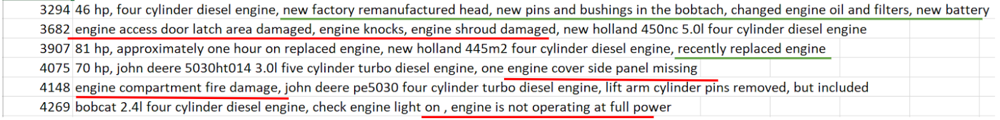 3294 46 hp, four cylinder diesel engine, new factory remanufactured head, new pins and bushings in the bobtach, changed engine oil and filters, new battery
3682 engine access door latch area damaged, engine knocks, engine shroud damaged, new holland 450nc 5.0l four cylinder diesel engine
3907 81 hp, approximately one hour on replaced engine, new holland 445m2 four cylinder diesel engine, recently replaced engine
4075 70 hp, john deere 5030ht014 3.0l five cylinder turbo diesel engine, one engine cover side panel missing
4148 engine compartment fire damage, john deere pe5030 four cylinder turbo diesel engine, lift arm cylinder pins removed, but included
4269 bobcat 2.4l four cylinder diesel engine, check engine light on , engine is not operating at full power